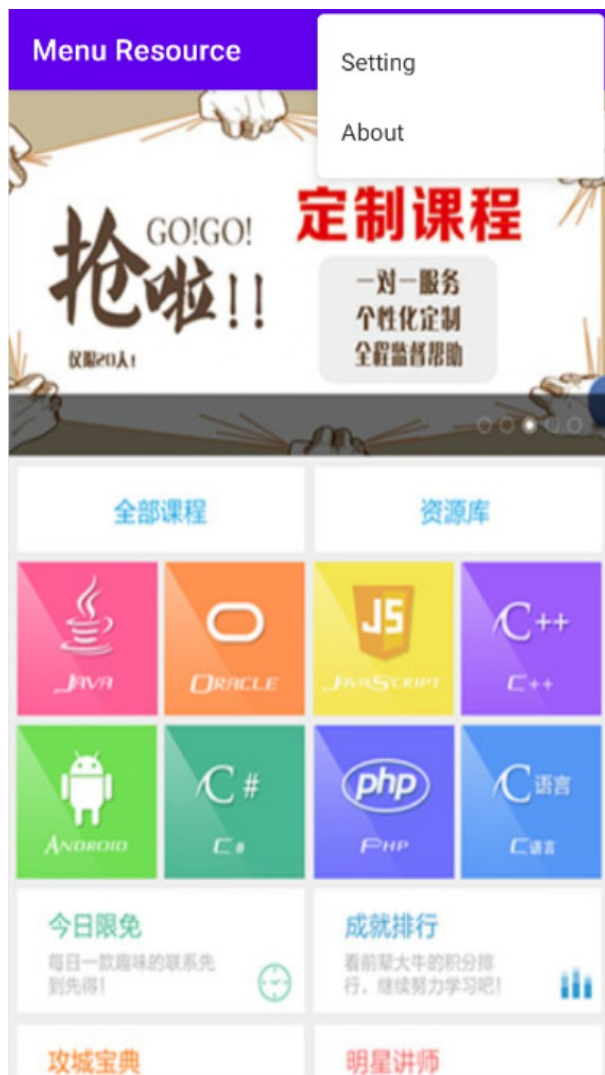 Menu Resource
Setting
About
GO!GO!
抢啦!!
仅限20人!
定制课程
一对一服务
个性化定制
全程监督帮助
全部课程
资源库
JAVA
ORACLE
JS
JAVASCRIPT
C++
C++
ANDROID
C#
C#
php
PHP
C语言
C语言
今日限免
每日一款趣味的联系先
到先得!
成就排行
看前辈大牛的积分排
行，继续努力学习吧!
攻城宝典
明星讲师